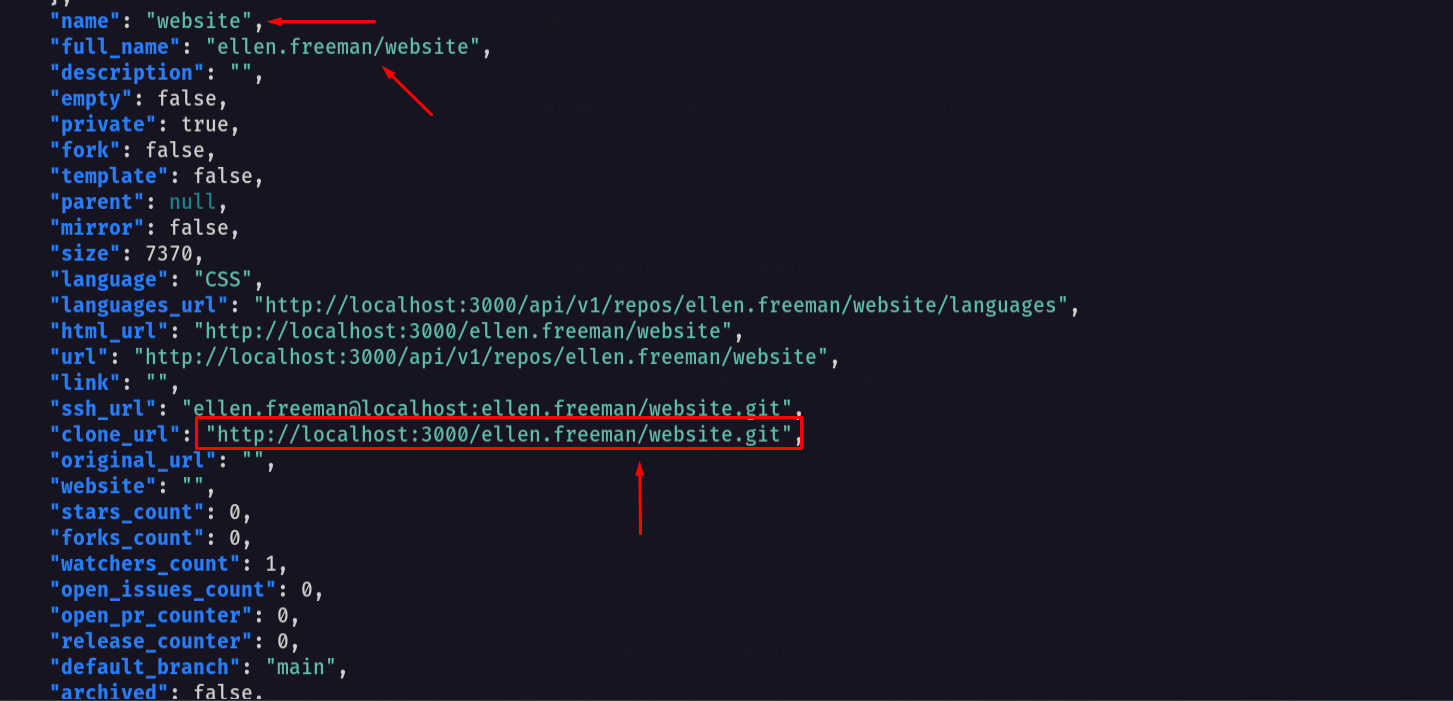 "name": "website",
"full_name": "ellen.freeman/website",
"description": "",
"empty": false,
"private": true,
"fork": false,
"template": false,
"parent": null,
"mirror": false,
"size": 7370,
"language": "CSS",
"languages_url": "http://localhost:3000/api/v1/repos/ellen.freeman/website/languages",
"html_url": "http://localhost:3000/ellen.freeman/website",
"url": "http://localhost:3000/api/v1/repos/ellen.freeman/website",
"link": "",
"ssh_url": "ellen.freeman@localhost:ellen.freeman/website.git",
"clone_url": "http://localhost:3000/ellen.freeman/website.git",
"original_url": "",
"website": "",
"stars_count": 0,
"forks_count": 0,
"watchers_count": 1,
"open_issues_count": 0,
"open_pr_counter": 0,
"release_counter": 0,
"default_branch": "main",
"archived": false,